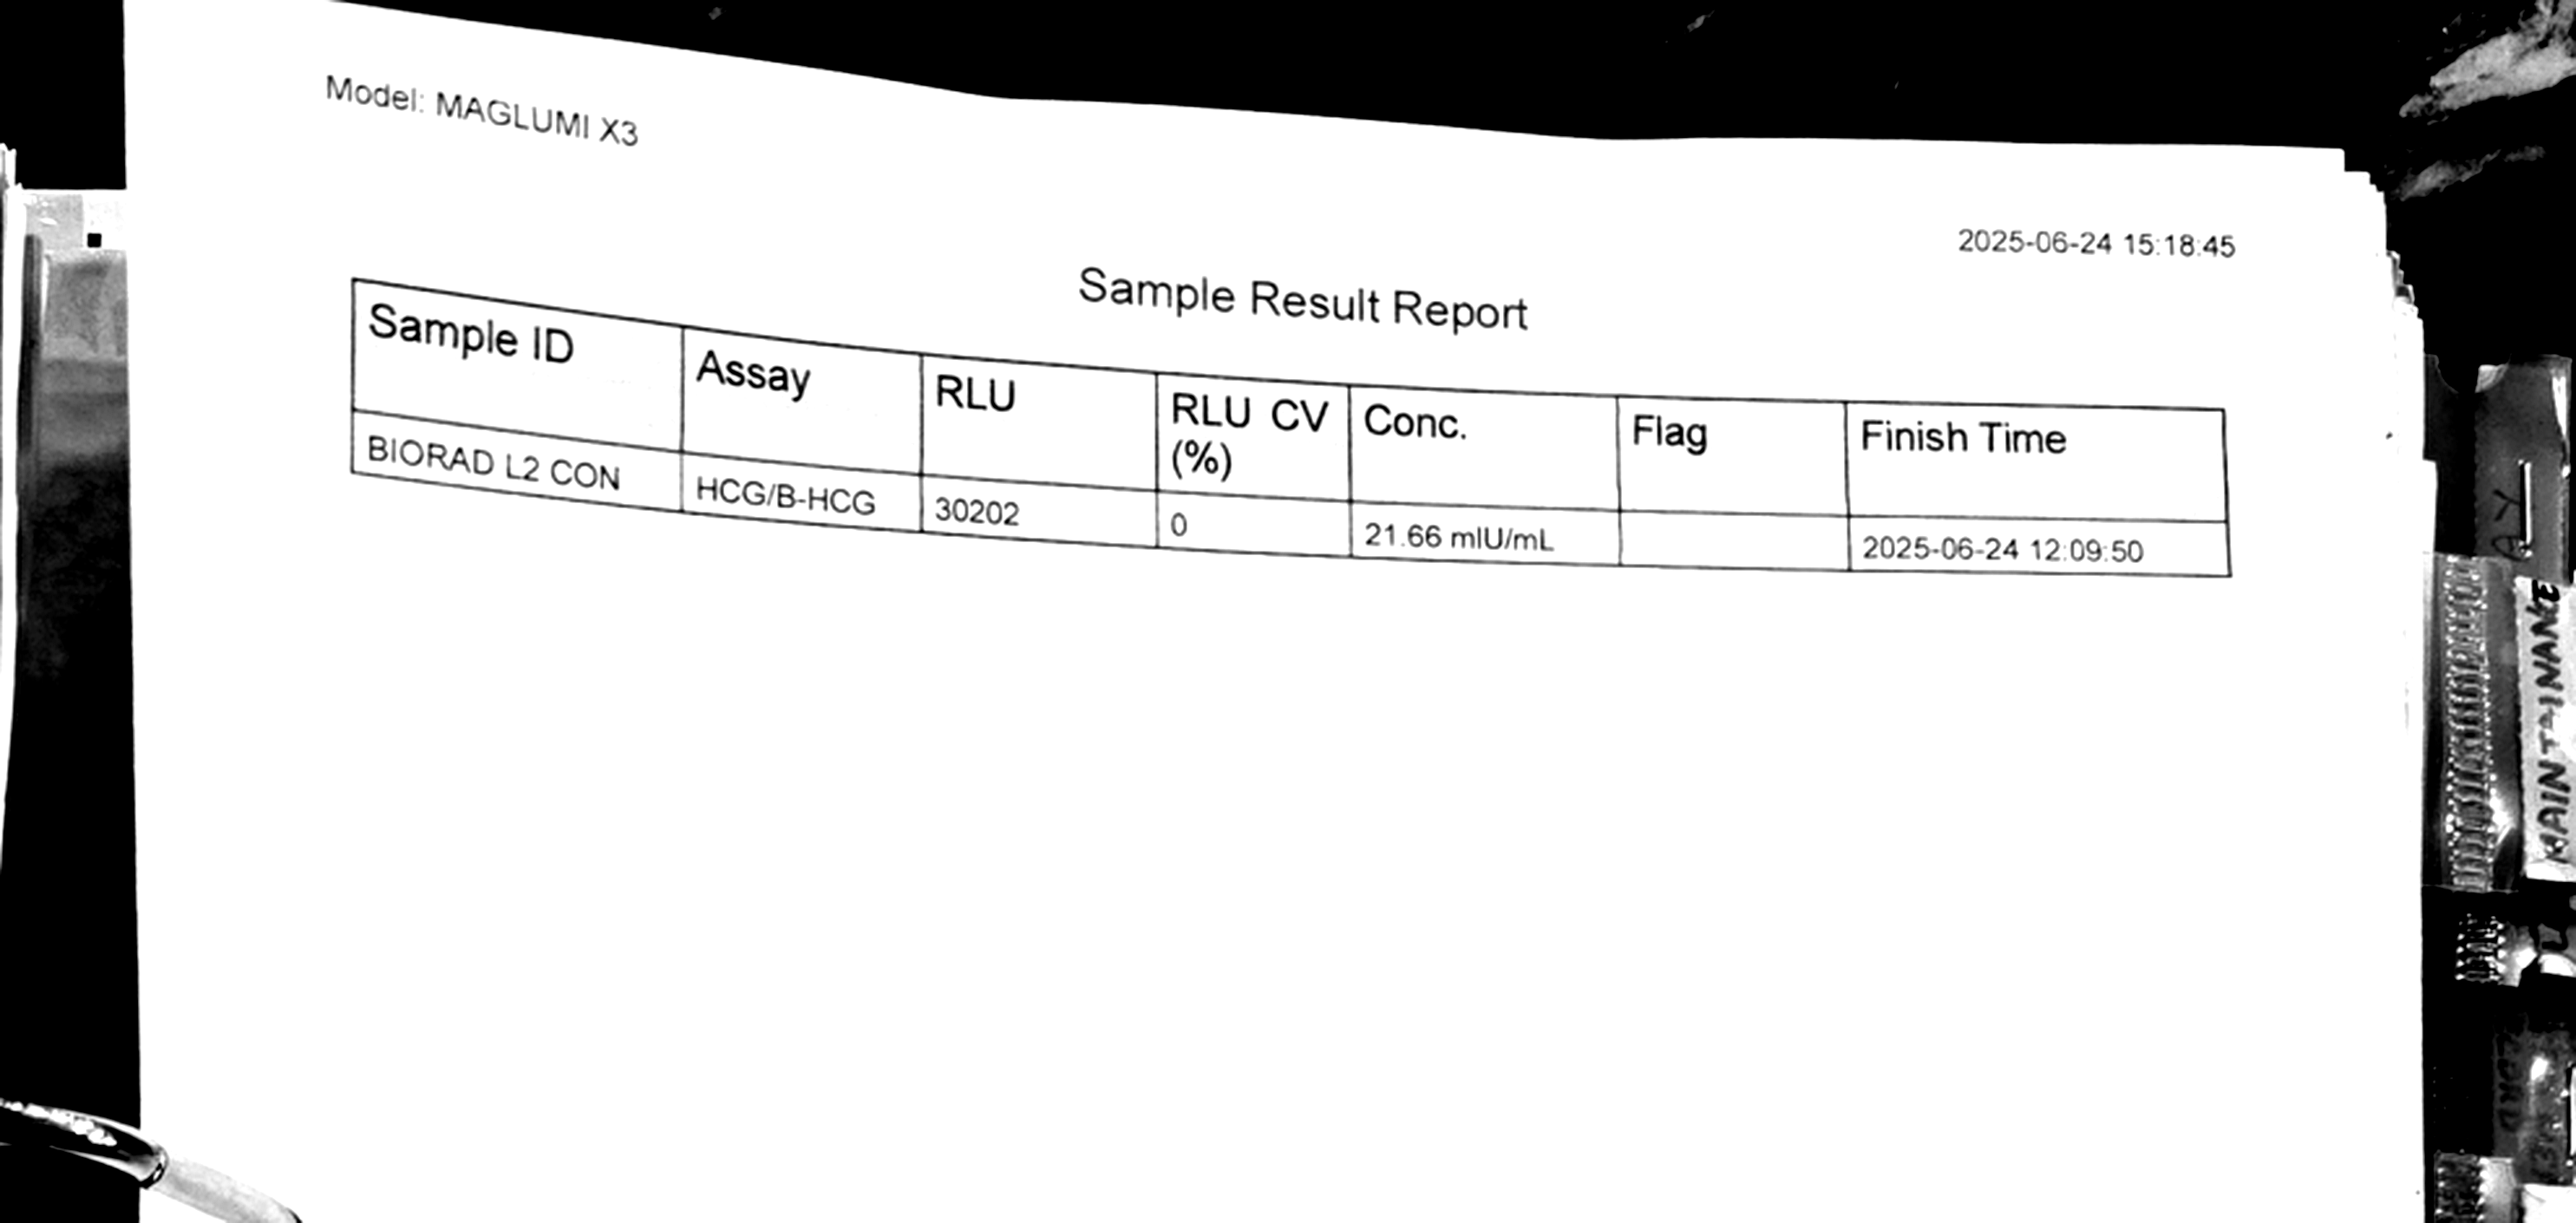 Model: MAGLUMI X3
2025-06-24 15:18:45
Sample Result Report
Sample ID Assay RLU RLU CV (%) Conc. Flag Finish Time
BIORAD L2 CON HCG/B-HCG 30202 0 21.66 mIU/mL 2025-06-24 12:09:50
MAINTAINANCE